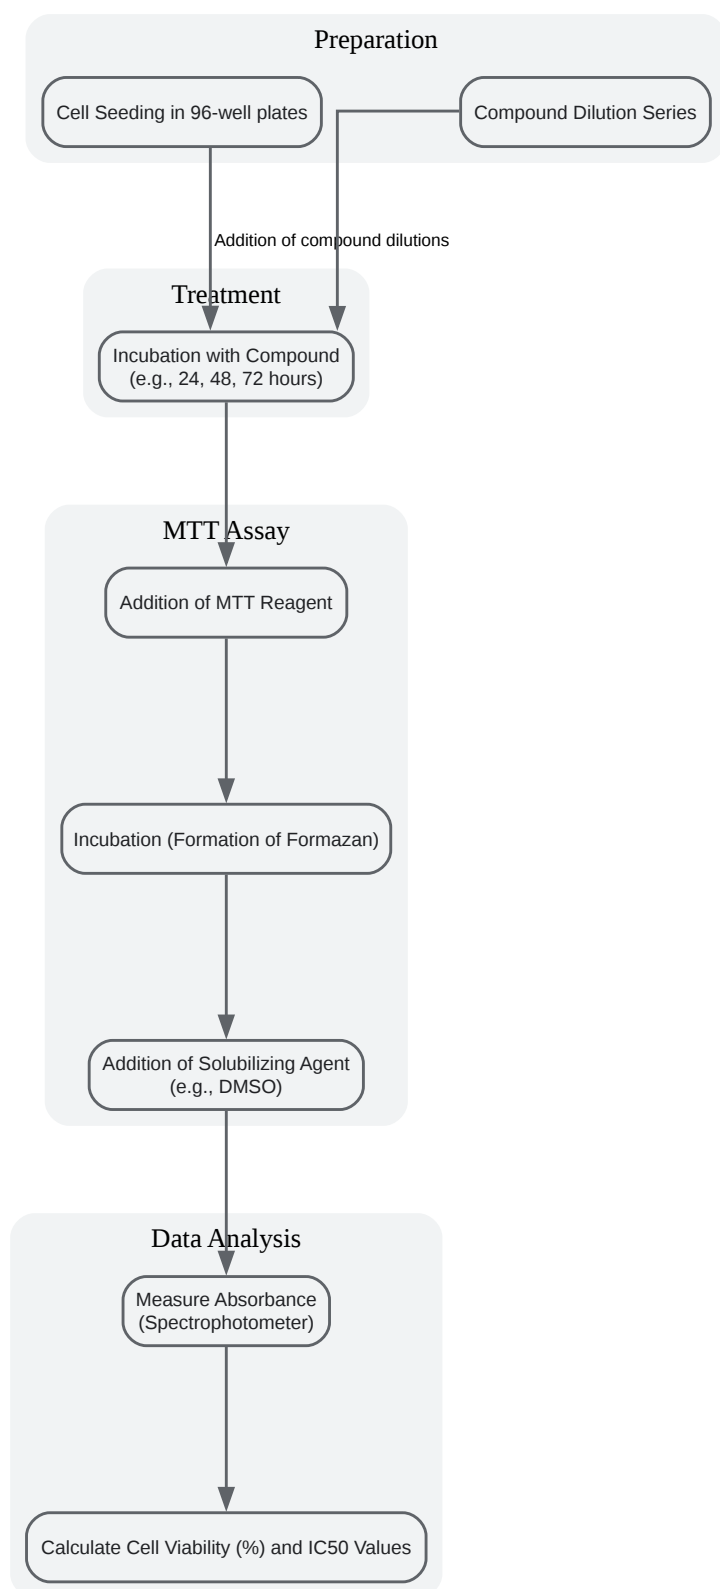 Preparation
Cell Seeding in 96-well plates
Compound Dilution Series
Addition of compound dilutions
Treatment
Incubation with Compound
(e.g., 24, 48, 72 hours)
MTT Assay
Addition of MTT Reagent
Incubation (Formation of Formazan)
Addition of Solubilizing Agent
(e.g., DMSO)
Data Analysis
Measure Absorbance
(Spectrophotometer)
Calculate Cell Viability (%) and IC50 Values